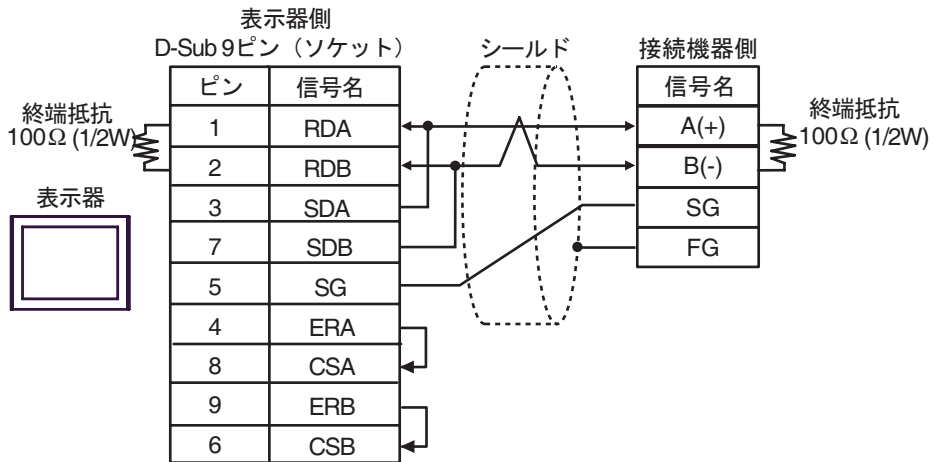 表示器側
D-Sub 9ピン（ソケット）
シールド
接続機器側
ピン 信号名
信号名
終端抵抗
100Ω (1/2W)
1 RDA
2 RDB
3 SDA
7 SDB
5 SG
4 ERA
8 CSA
9 ERB
6 CSB
表示器
A(+)
B(-)
SG
FG
終端抵抗
100Ω (1/2W)